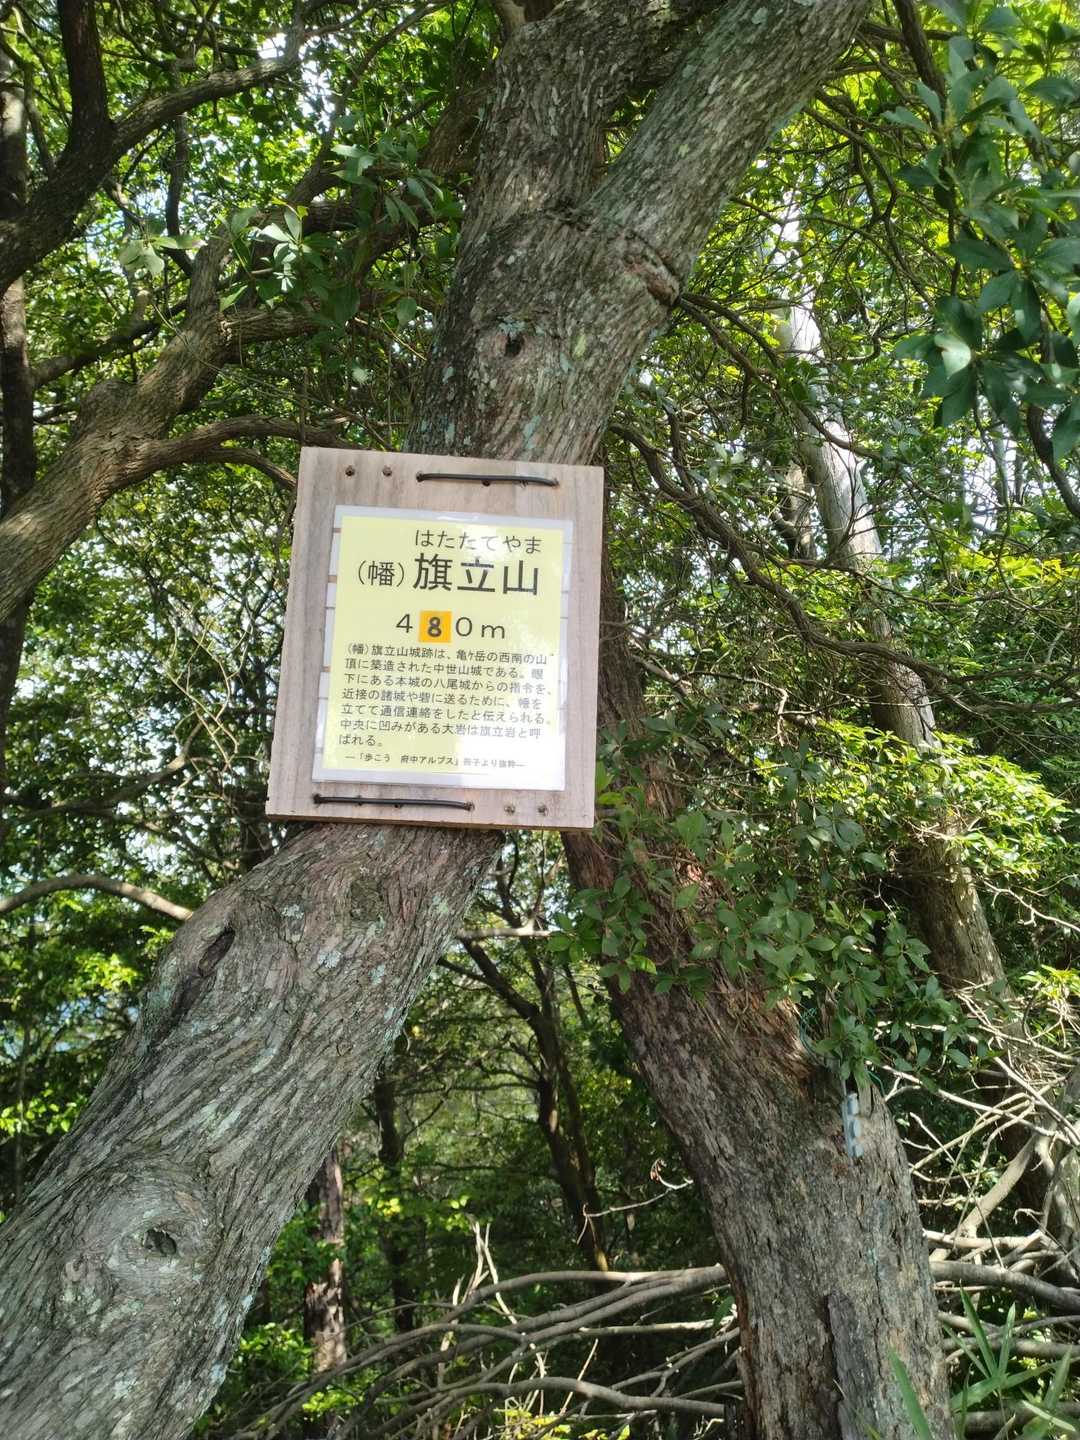 はたたてやま
(幡)旗立山
480m
(幡)旗立山城跡は、亀ヶ岳の西南の山
頂に築造された中世山城である。眼
下にある本城の八尾城からの指令を、
近接の諸城や砦に送るために、幡を
立てて通信連絡をしたと伝えられる。
中央に凹みがある大岩は旗立岩と呼
ばれる。
―「歩こう 府中アルプス」冊子より抜粋―